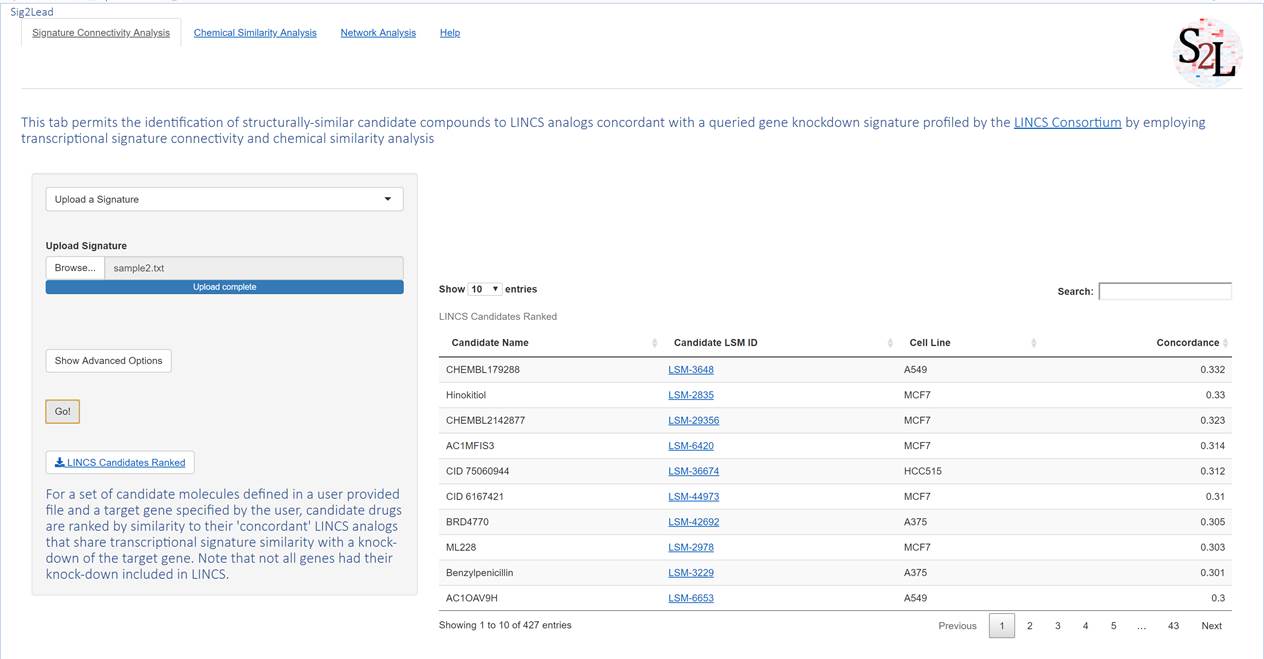 Sig2Lead
Signature Connectivity Analysis Chemical Similarity Analysis Network Analysis Help
S2L
This tab permits the identification of structurally-similar candidate compounds to LINCS analogs concordant with a queried gene knockdown signature profiled by the LINCS Consortium by employing
transcriptional signature connectivity and chemical similarity analysis
Upload a Signature
Upload Signature
Browse... sample2.txt
Upload complete
Show Advanced Options
Go!
LINCS Candidates Ranked
For a set of candidate molecules defined in a user provided
file and a target gene specified by the user, candidate drugs
are ranked by similarity to their 'concordant' LINCS analogs
that share transcriptional signature similarity with a knock-
down of the target gene. Note that not all genes had their
knock-down included in LINCS.
Show 10 entries Search:
LINCS Candidates Ranked
Candidate Name Candidate LSM ID Cell Line Concordance
CHEMBL179288 LSM-3648 A549 0.332
Hinokitiol LSM-2835 MCF7 0.33
CHEMBL2142877 LSM-29356 MCF7 0.323
AC1MFIS3 LSM-6420 MCF7 0.314
CID 75060944 LSM-36674 HCC515 0.312
CID 6167421 LSM-44973 MCF7 0.31
BRD4770 LSM-42692 A375 0.305
ML228 LSM-2978 MCF7 0.303
Benzylpenicillin LSM-3229 A375 0.301
AC1OAV9H LSM-6653 A549 0.3
Showing 1 to 10 of 427 entries Previous 1 2 3 4 5 ... 43 Next